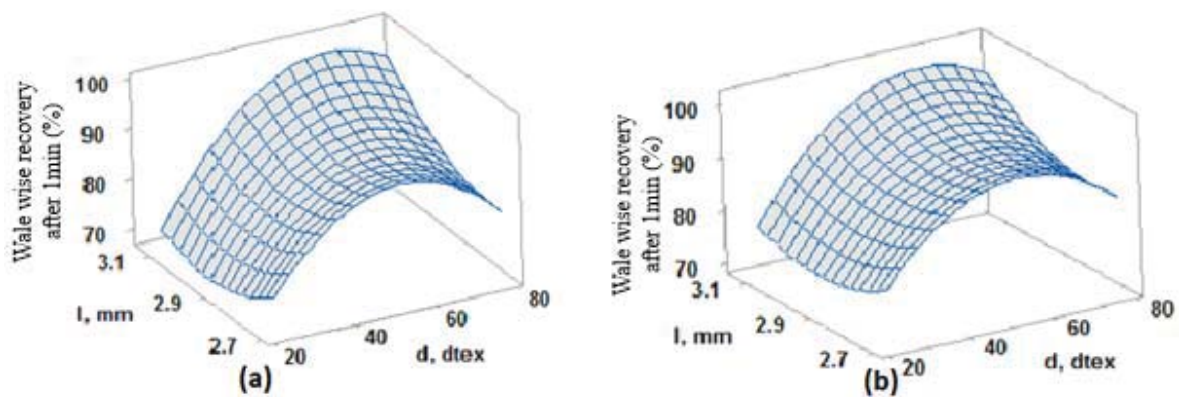 Wale wise recovery
after 1min (%)
100
90
80
70
3.1
2.9
2.7
l, mm
20
40
60
80
d, dtex
(a)
Wale wise recovery
after 1min (%)
100
90
80
70
3.1
2.9
2.7
l, mm
20
40
60
80
d, dtex
(b)